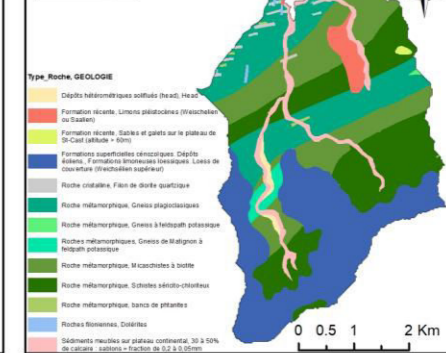 Type_Roche, GEOLOGIE
Dépôts hétérométriques solifiués (head), Head
Formation récente, Limons pléistocènes (Weischelien
ou Saalien)
Formation récente, Sables et galets sur le plateau de
St-Cast (altitude + 60m)
Formations superficielles cénozoïques: Dépôts
éoliens, , Formations limoneuses loessiques. Loess de
couverture (Weichsélien supérieur)
Roche cristalline, Filon de diorite quartzique
Roche métamorphique, Gneiss plagioclasiques
Roche métamorphique, Gneiss à feldspath potassique
Roches métamorphiques, Gneiss de Matignon à
feldpath potassique
Roche métamorphique, Micaschistes à biotite
Roche métamorphique, Schistes séricito-chloriteux
Roche métamorphique, bancs de phtanites
Roches filoniennes, Dolérites
Sédiments meubles sur plateau continental, 30 à 50%
de calcaire : sablons = fraction de 0,2 à 0,05mm
0 0.5 1 2 Km